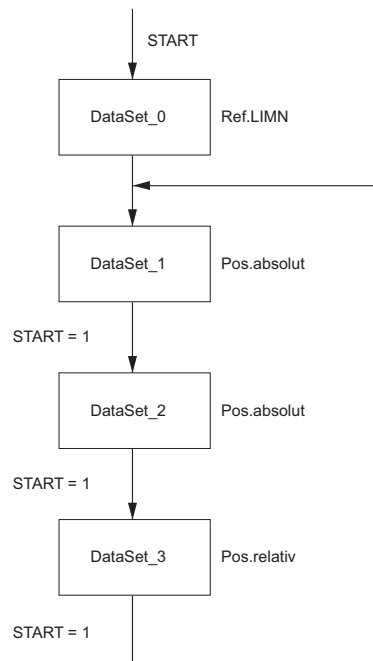 START
DataSet_0
Ref.LIMN
DataSet_1
Pos.absolut
START = 1
DataSet_2
Pos.absolut
START = 1
DataSet_3
Pos.relativ
START = 1